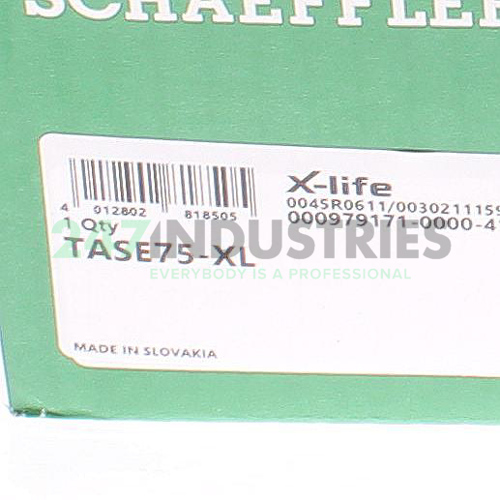 SCHAEFFLER
X-life
0045R0611/0030211159
000979171-0000-4
4 012802 818505
1 Qty
TASE75-XL
247INDUSTRIES
EVERYBODY IS A PROFESSIONAL
MADE IN SLOVAKIA